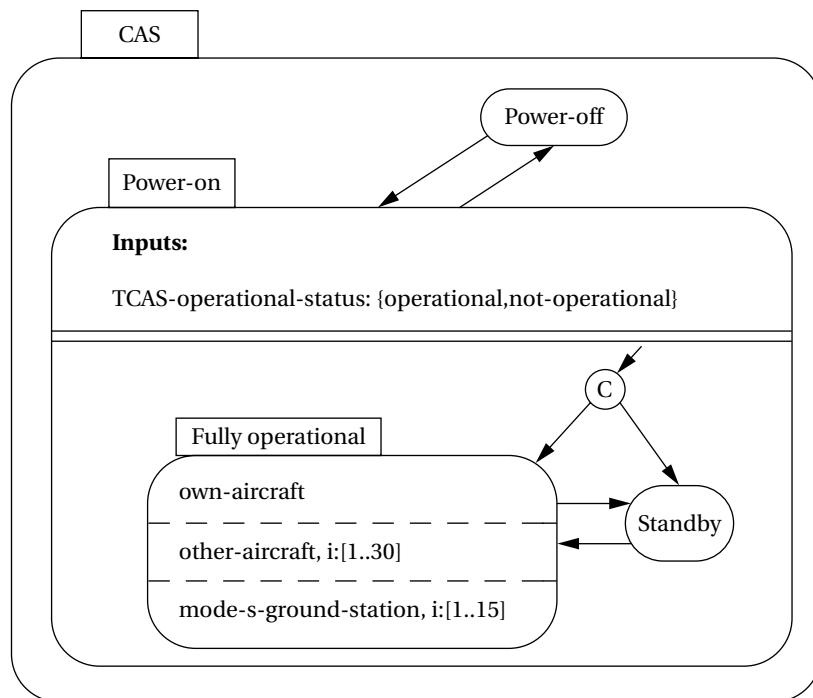 CAS
Power-off
Power-on
Inputs:
TCAS-operational-status: {operational,not-operational}
C
Fully operational
own-aircraft
Standby
other-aircraft, i:[1..30]
mode-s-ground-station, i:[1..15]